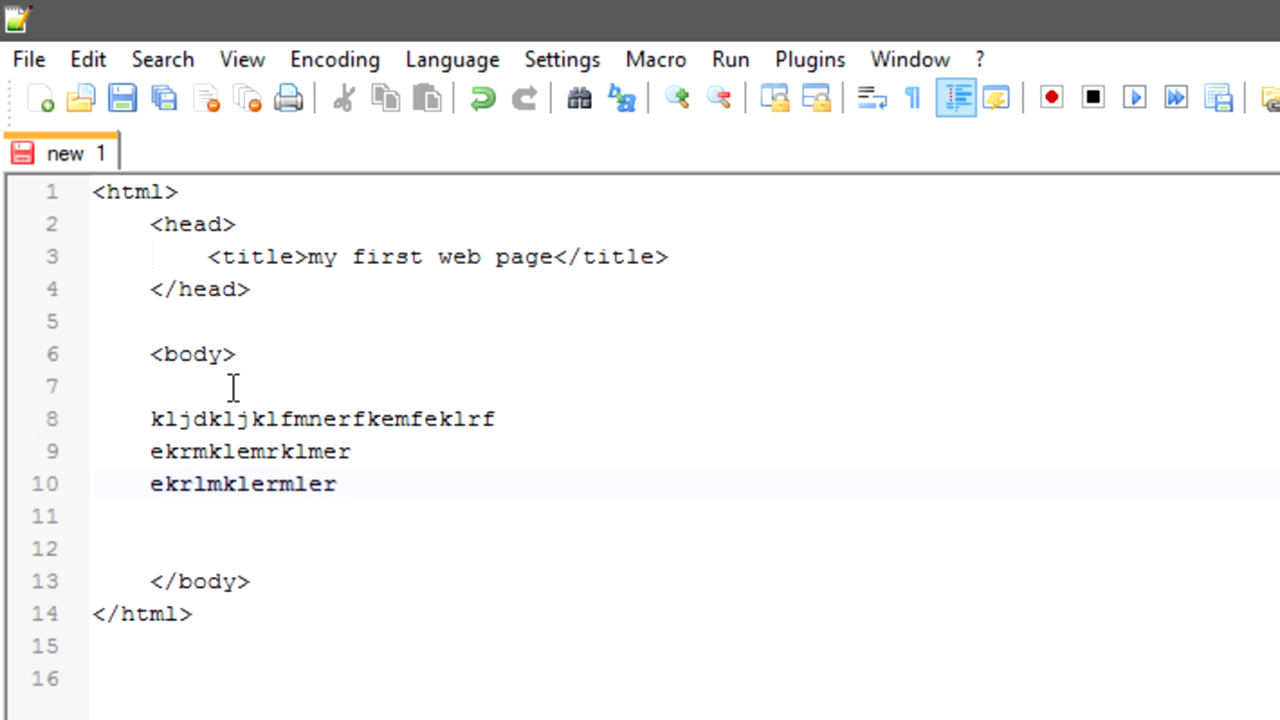 File Edit Search View Encoding Language Settings Macro Run Plugins Window ?
new 1
1 <html>
2 <head>
3 <title>my first web page</title>
4 </head>
5
6 <body>
7
8 kljdkljklfmnerfkemfeklrf
9 ekrmklemrklmer
10 ekrlmklermler
11
12
13 </body>
14 </html>
15
16